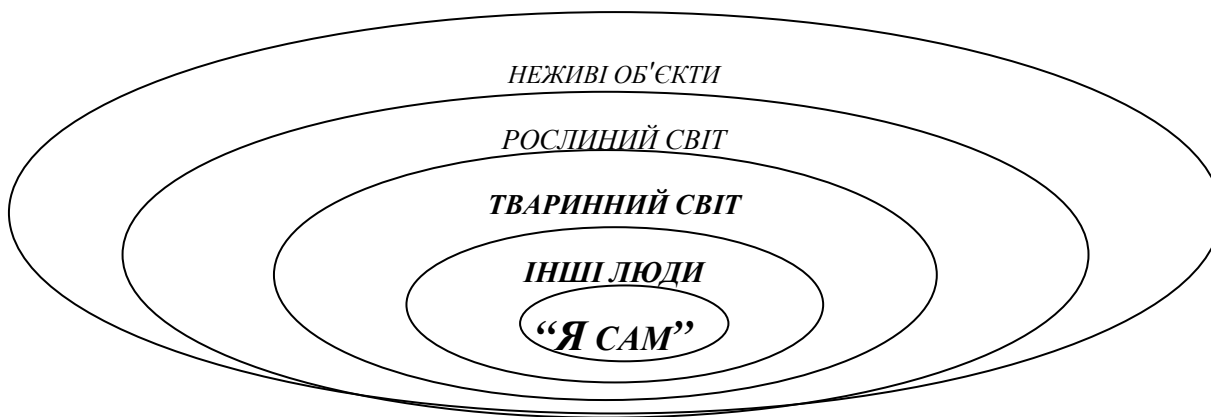 НЕЖИВІ ОБ'ЄКТИ
РОСЛИНИЙ СВІТ
ТВАРИННИЙ СВІТ
ІНШІ ЛЮДИ
“Я САМ”